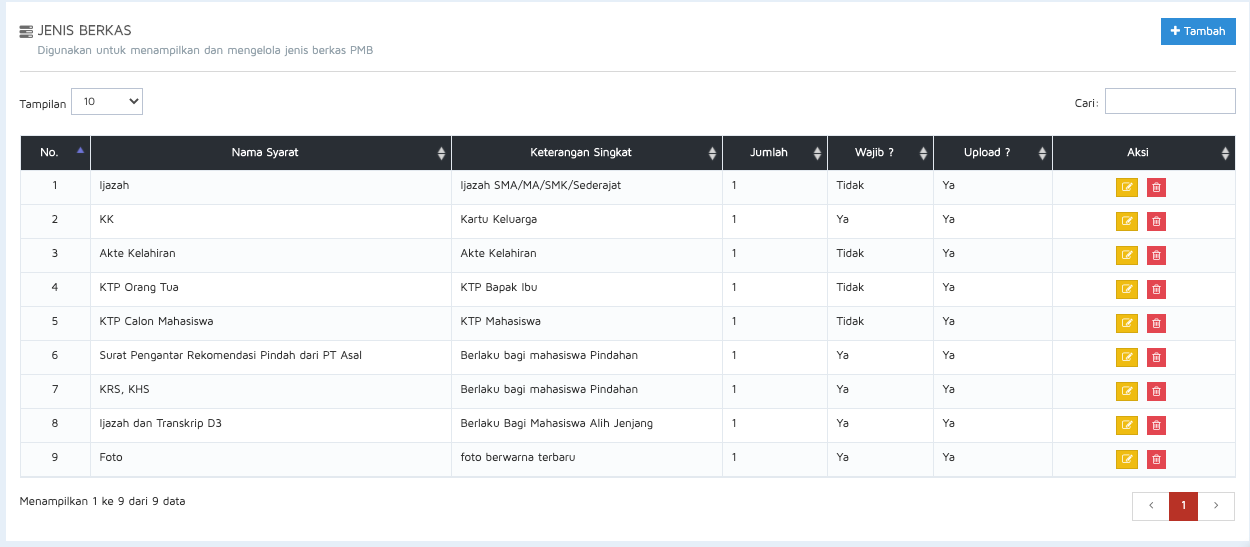 JENIS BERKAS
Digunakan untuk menampilkan dan mengelola jenis berkas PMB
Tambah
Tampilan 10
Cari:
No. Nama Syarat Keterangan Singkat Jumlah Wajib ? Upload ? Aksi
1 Ijazah Ijazah SMA/MA/SMK/Sederajat 1 Tidak Ya
2 KK Kartu Keluarga 1 Ya Ya
3 Akte Kelahiran Akte Kelahiran 1 Tidak Ya
4 KTP Orang Tua KTP Bapak Ibu 1 Tidak Ya
5 KTP Calon Mahasiswa KTP Mahasiswa 1 Tidak Ya
6 Surat Pengantar Rekomendasi Pindah dari PT Asal Berlaku bagi mahasiswa Pindahan 1 Ya Ya
7 KRS, KHS Berlaku bagi mahasiswa Pindahan 1 Ya Ya
8 Ijazah dan Transkrip D3 Berlaku Bagi Mahasiswa Alih Jenjang 1 Ya Ya
9 Foto foto berwarna terbaru 1 Ya Ya
Menampilkan 1 ke 9 dari 9 data
‹ 1 ›